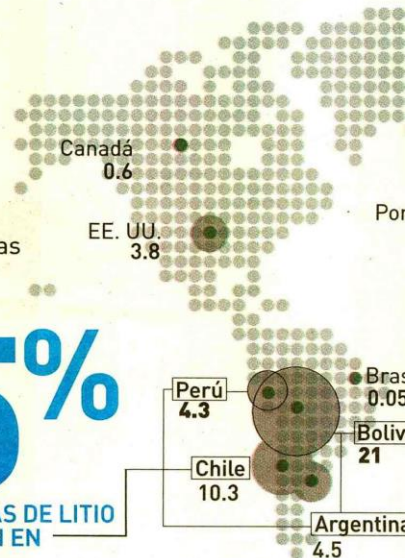 Canadá
0.6
EE. UU.
3.8
as
Por
5%
Perú
4.3
Bras
0.05
Boliv
21
Chile
10.3
AS DE LITIO
N EN
Argentina
4.5